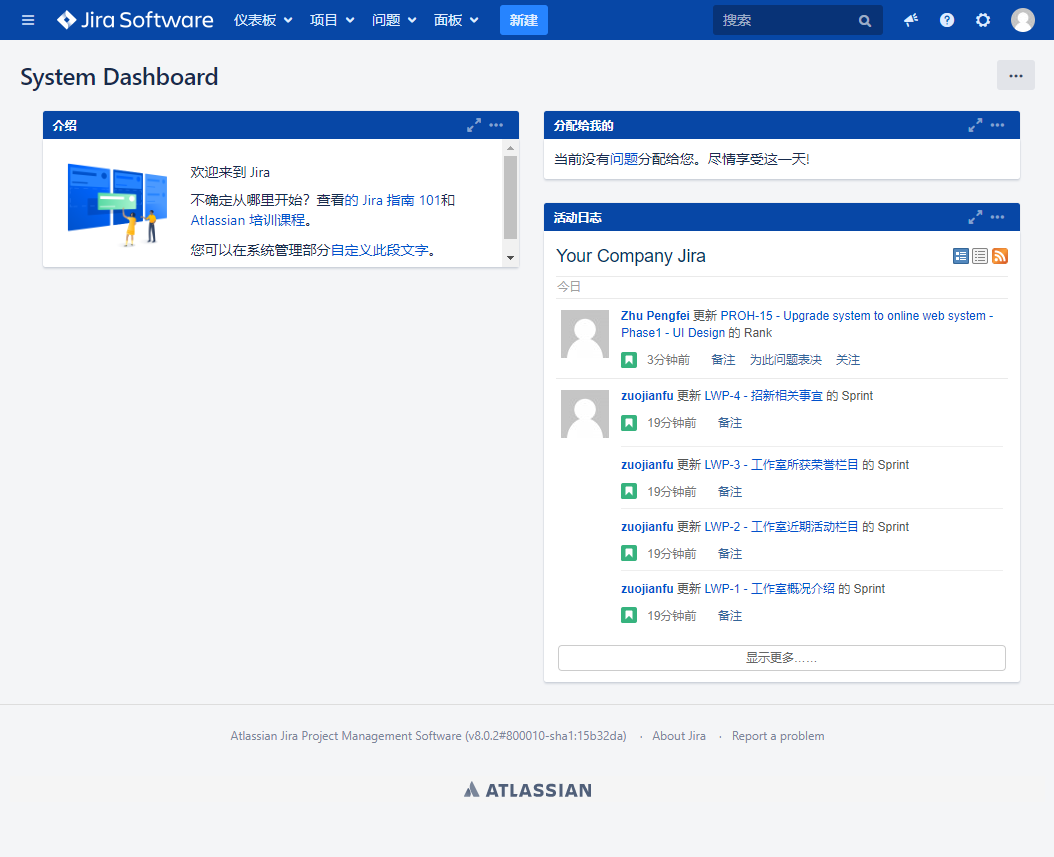 Jira Software 仪表板 项目 问题 面板 新建 搜索
System Dashboard
介绍
欢迎来到 Jira
不确定从哪里开始？查看的 Jira 指南 101和
Atlassian 培训课程。
您可以在系统管理部分自定义此段文字。
分配给我的
当前没有问题分配给您。尽情享受这一天!
活动日志
Your Company Jira
今日
Zhu Pengfei 更新 PROH-15 - Upgrade system to online web system -
Phase1 - UI Design 的 Rank
3分钟前 备注 为此问题表决 关注
zuojianfu 更新 LWP-4 - 招新相关事宜 的 Sprint
19分钟前 备注
zuojianfu 更新 LWP-3 - 工作室所获荣誉栏目 的 Sprint
19分钟前 备注
zuojianfu 更新 LWP-2 - 工作室近期活动栏目 的 Sprint
19分钟前 备注
zuojianfu 更新 LWP-1 - 工作室概况介绍 的 Sprint
19分钟前 备注
显示更多……
Atlassian Jira Project Management Software (v8.0.2#800010-sha1:15b32da) · About Jira · Report a problem
ATLASSIAN